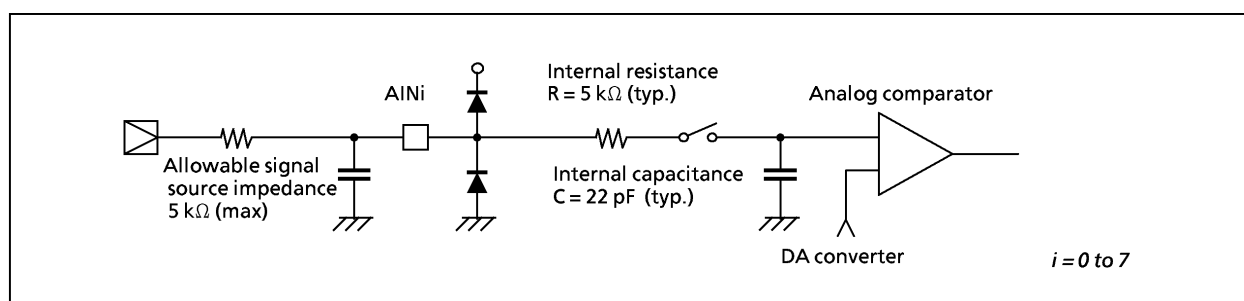 Internal resistance
R = 5 kΩ (typ.)
AINi
Analog comparator
Allowable signal
source impedance
5 kΩ (max)
Internal capacitance
C = 22 pF (typ.)
DA converter
i = 0 to 7